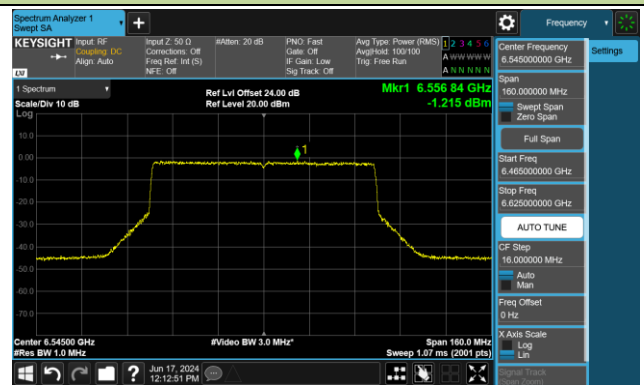 Spectrum Analyzer 1
Swept SA
+
Frequency
KEYSIGHT
Input: RF
Coupling: DC
Align: Auto
Input Z: 50 Ω
Corrections: Off
Freq Ref: Int (S)
NFE: Off
#Atten: 20 dB
PNO: Fast
Gate: Off
IF Gain: Low
Sig Track: Off
Avg Type: Power (RMS)
Avg|Hold: 100/100
Trig: Free Run
1 2 3 4 5 6
A W W W W W
A N N N N N
LXI
1 Spectrum
Scale/Div 10 dB
Log
Ref Lvl Offset 24.00 dB
Ref Level 20.00 dBm
Mkr1 6.556 84 GHz
-1.215 dBm
10.0
0.00
-10.0
-20.0
-30.0
-40.0
-50.0
-60.0
-70.0
1
Center 6.54500 GHz
#Res BW 1.0 MHz
#Video BW 3.0 MHz*
Span 160.0 MHz
Sweep 1.07 ms (2001 pts)
Jun 17, 2024
12:12:51 PM
?
Center Frequency
6.545000000 GHz
Settings
Span
160.000000 MHz
Swept Span
Zero Span
Full Span
Start Freq
6.465000000 GHz
Stop Freq
6.625000000 GHz
AUTO TUNE
CF Step
16.000000 MHz
Auto
Man
Freq Offset
0 Hz
X Axis Scale
Log
Lin
Signal Track
(Span Zoom)